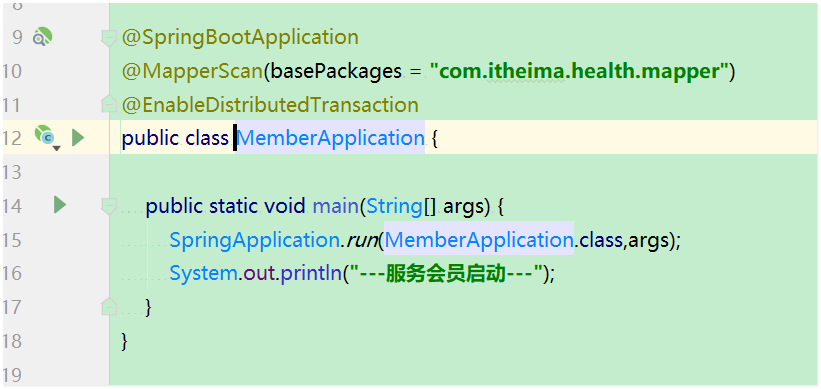 8
9 @SpringBootApplication
10 @MapperScan(basePackages = "com.itheima.health.mapper")
11 @EnableDistributedTransaction
12 public class MemberApplication {
13
14 public static void main(String[] args) {
15 SpringApplication.run(MemberApplication.class,args);
16 System.out.println("---服务会员启动---");
17 }
18 }
19